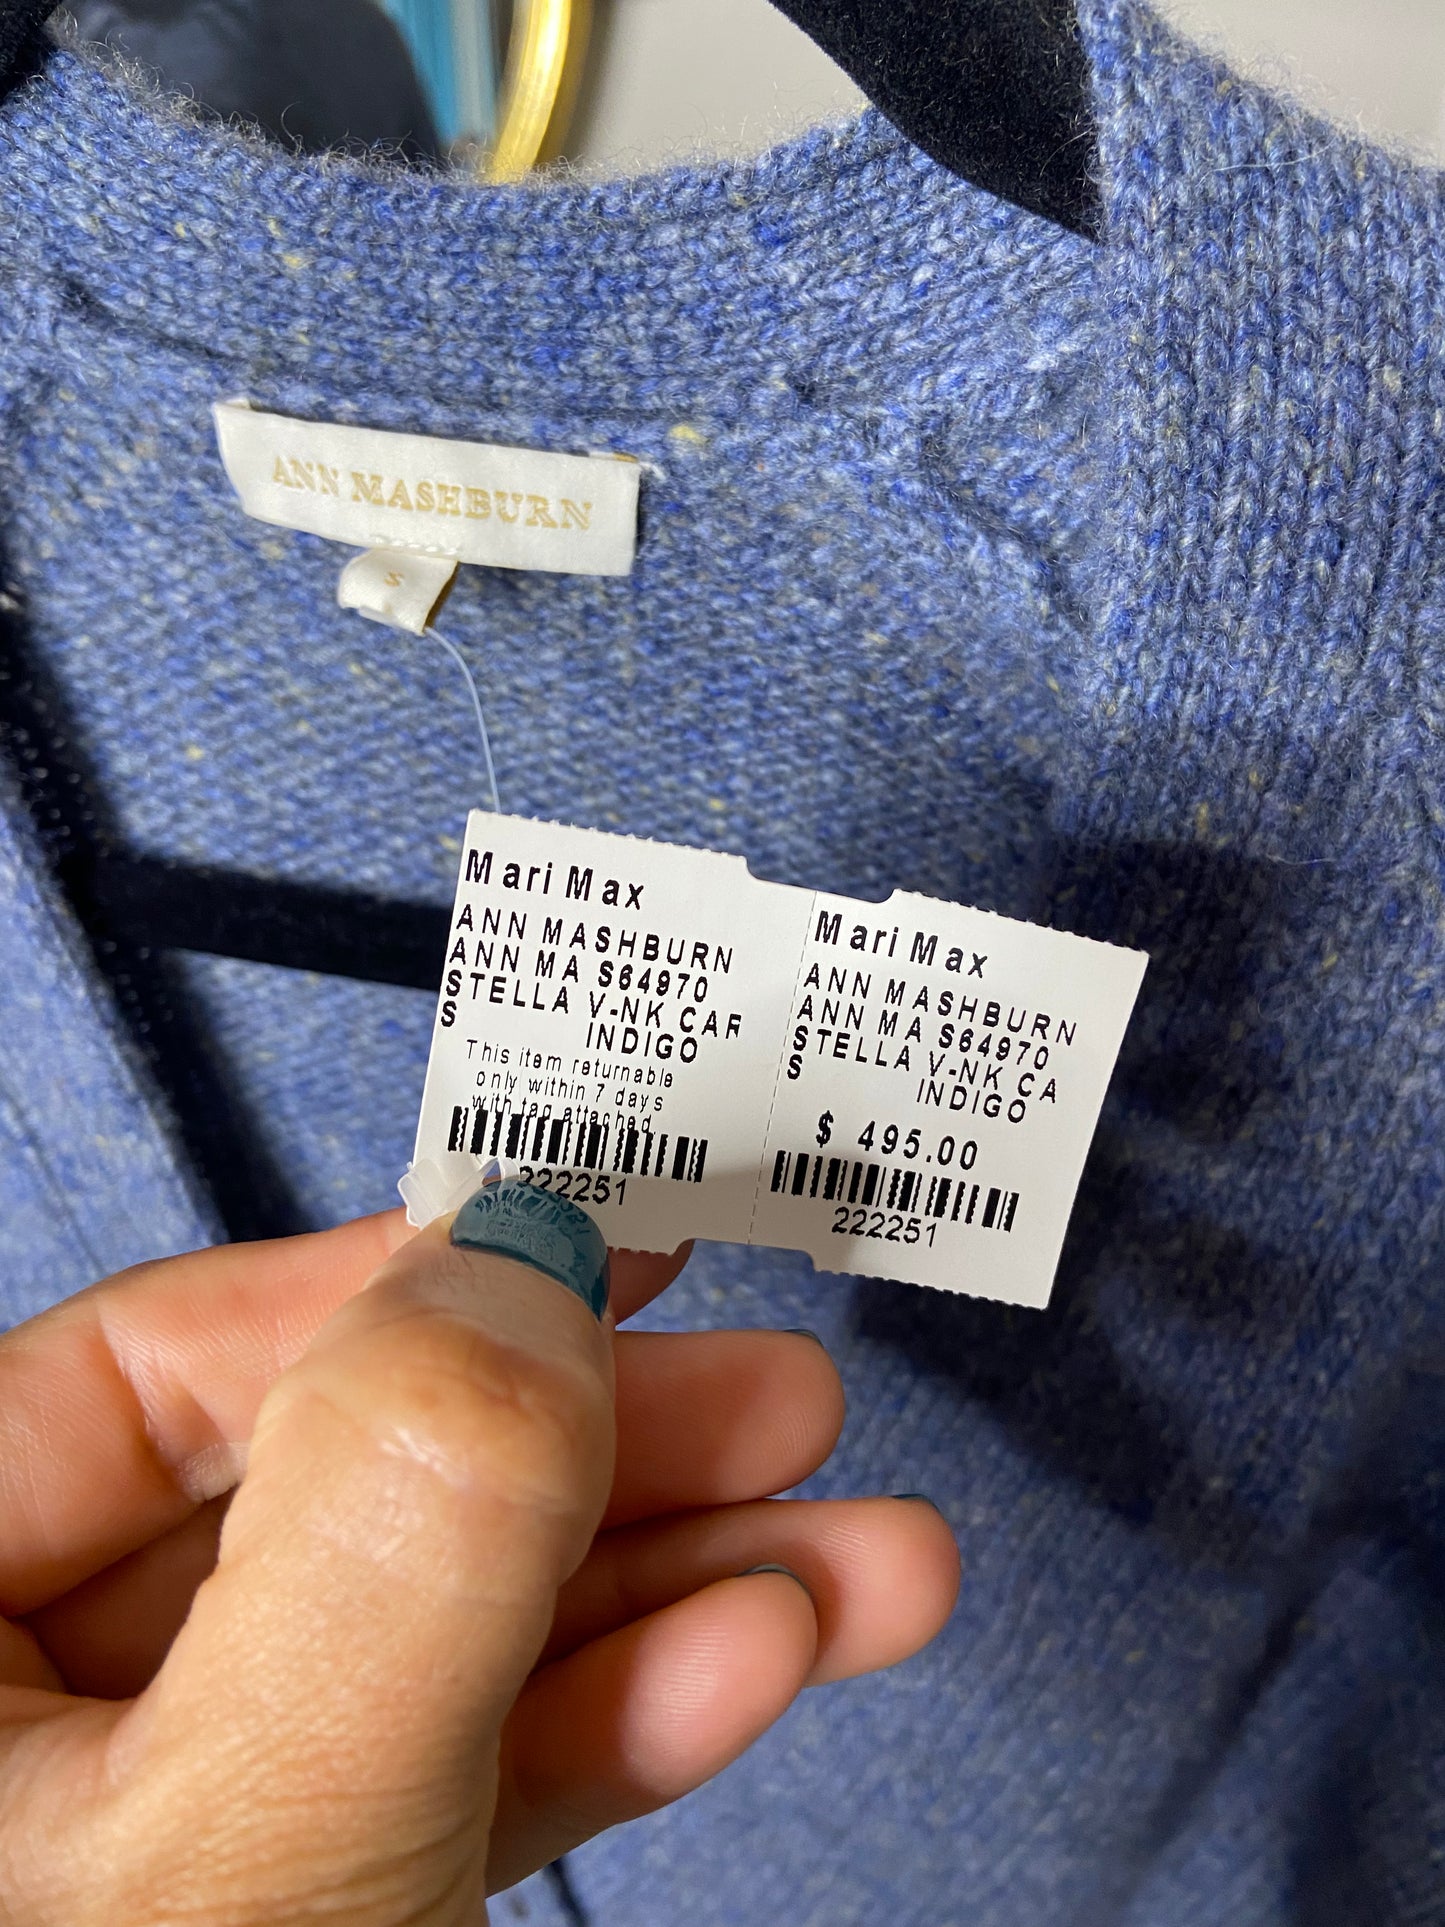 ANN MASHBURN
S
Mari Max
ANN MASHBURN
ANN MA S64970
STELLA V-NK CAR
S INDIGO
This item returnable
only within 7 days
with tag attached
222251
Mari Max
ANN MASHBURN
ANN MA S64970
STELLA V-NK CA
S INDIGO
$ 495.00
222251